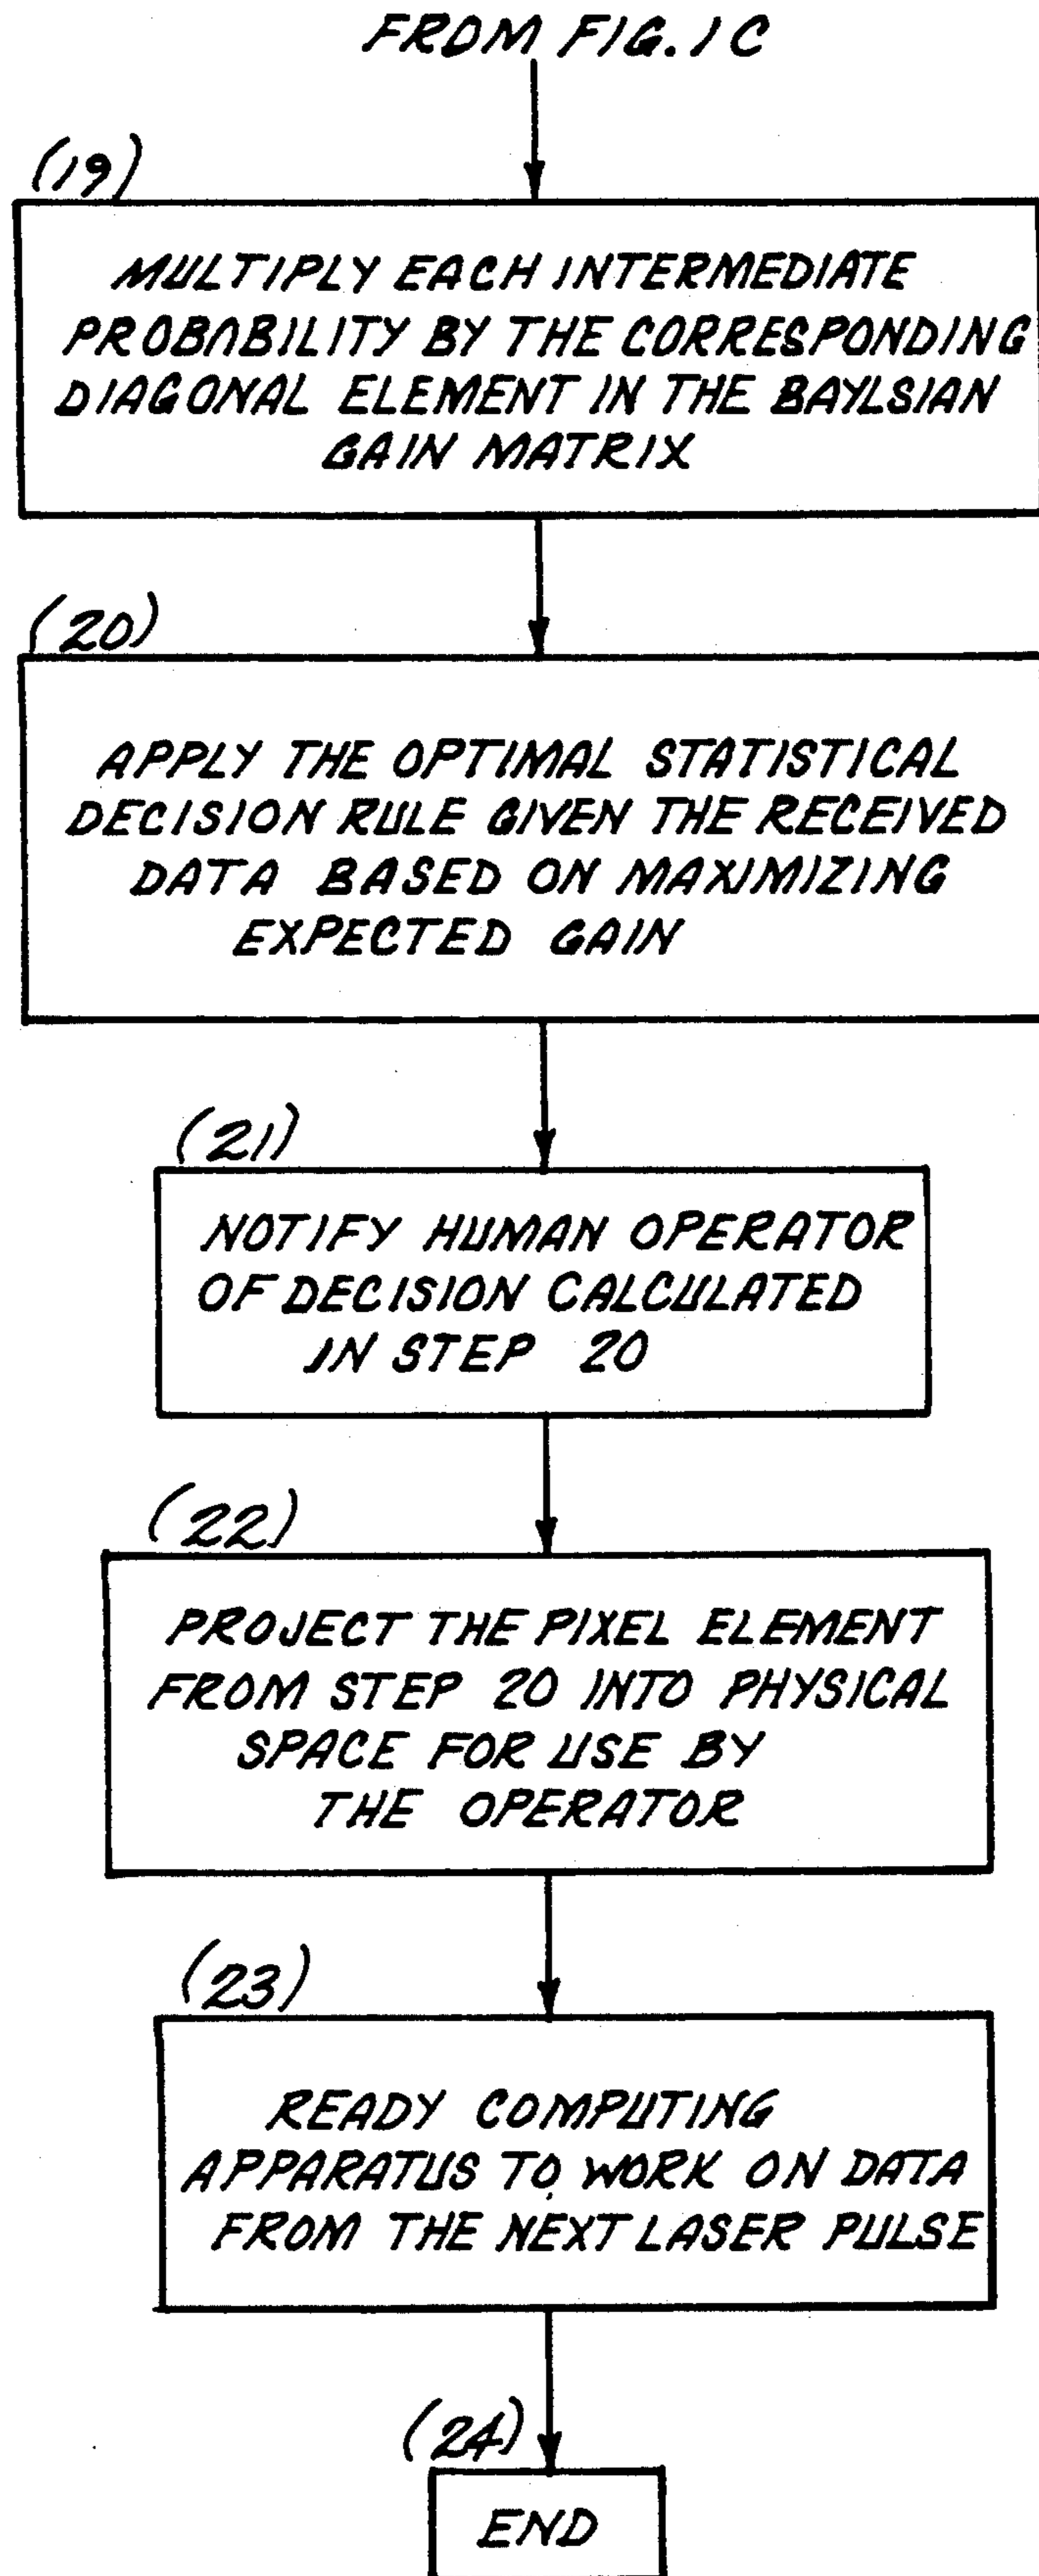 FROM FIG. 1C
(19)
MULTIPLY EACH INTERMEDIATE
PROBABILITY BY THE CORRESPONDING
DIAGONAL ELEMENT IN THE BAYLSIAN
GAIN MATRIX
(20)
APPLY THE OPTIMAL STATISTICAL
DECISION RULE GIVEN THE RECEIVED
DATA BASED ON MAXIMIZING
EXPECTED GAIN
(21)
NOTIFY HUMAN OPERATOR
OF DECISION CALCULATED
IN STEP 20
(22)
PROJECT THE PIXEL ELEMENT
FROM STEP 20 INTO PHYSICAL
SPACE FOR USE BY
THE OPERATOR
(23)
READY COMPUTING
APPARATUS TO WORK ON DATA
FROM THE NEXT LASER PULSE
(24)
END